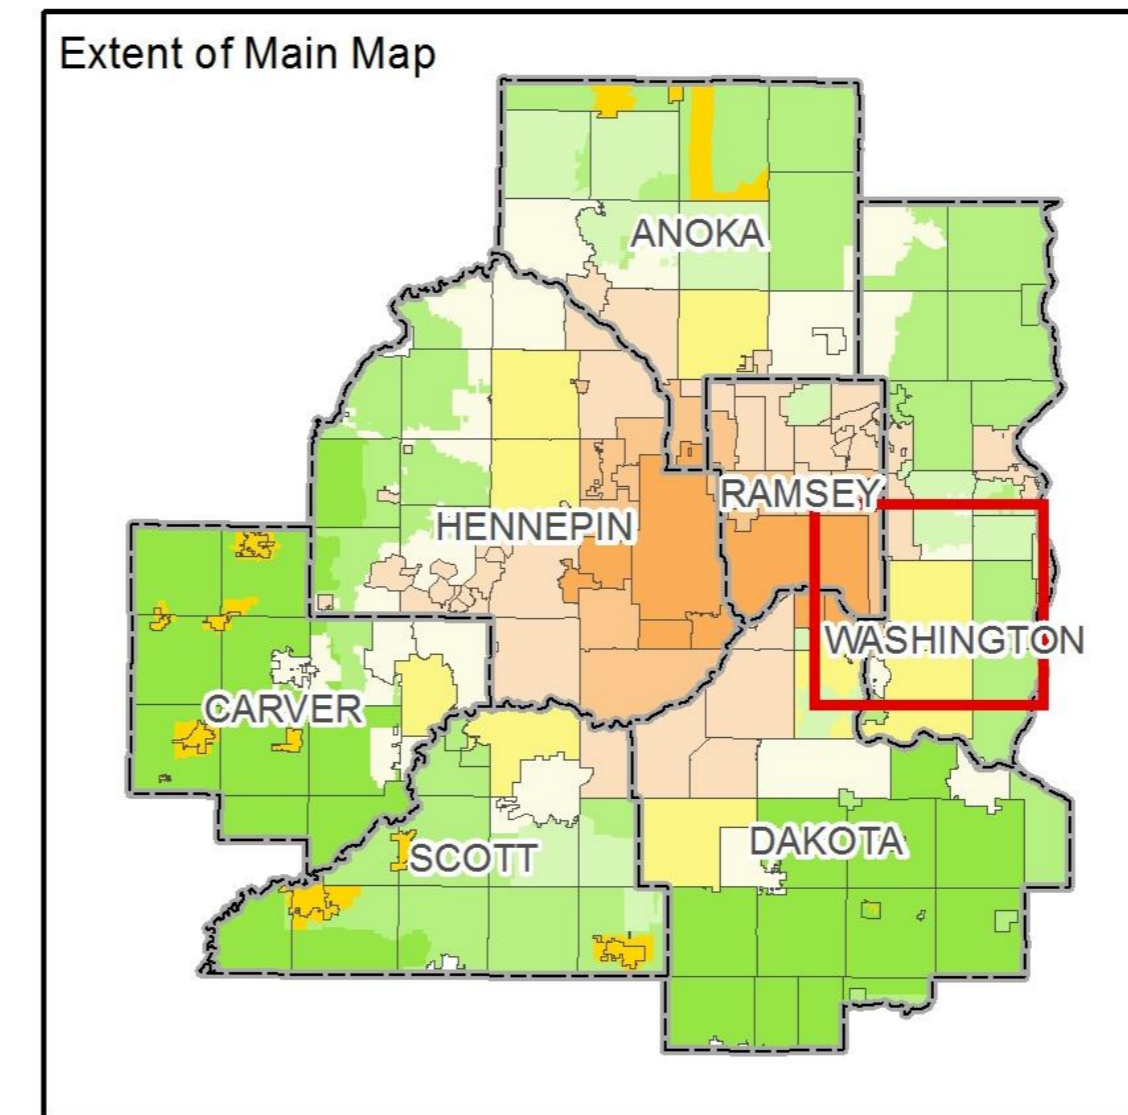 Extent of Main Map
ANOKA
RAMSEY
HENNEPIN
WASHINGTON
CARVER
DAKOTA
SCOTT